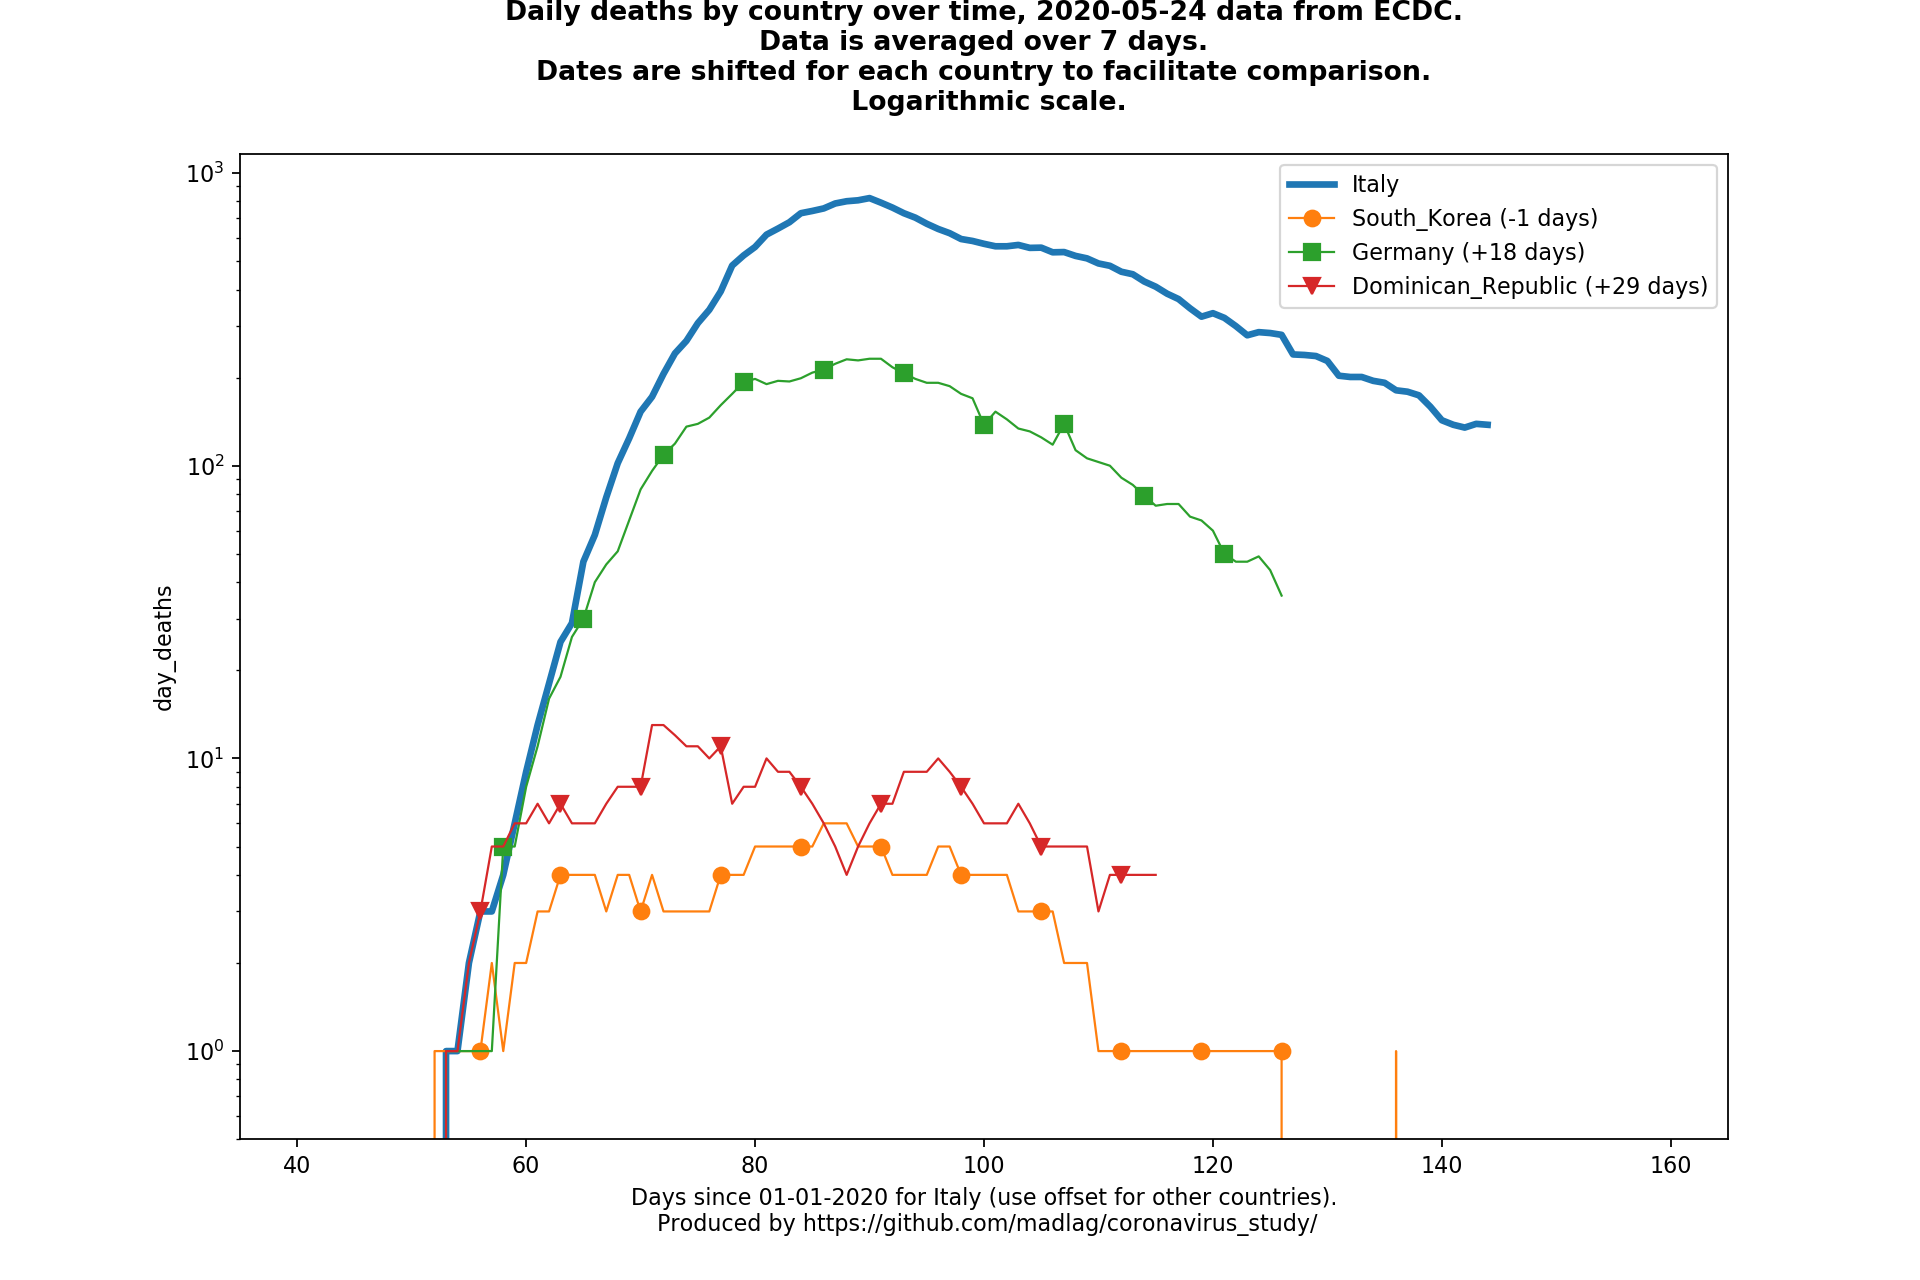 Daily deaths by country over time, 2020-05-24 data from ECDC.
Data is averaged over 7 days.
Dates are shifted for each country to facilitate comparison.
Logarithmic scale.
10³
10²
10¹
10⁰
day_deaths
Italy
South_Korea (-1 days)
Germany (+18 days)
Dominican_Republic (+29 days)
40 60 80 100 120 140 160
Days since 01-01-2020 for Italy (use offset for other countries).
Produced by https://github.com/madlag/coronavirus_study/